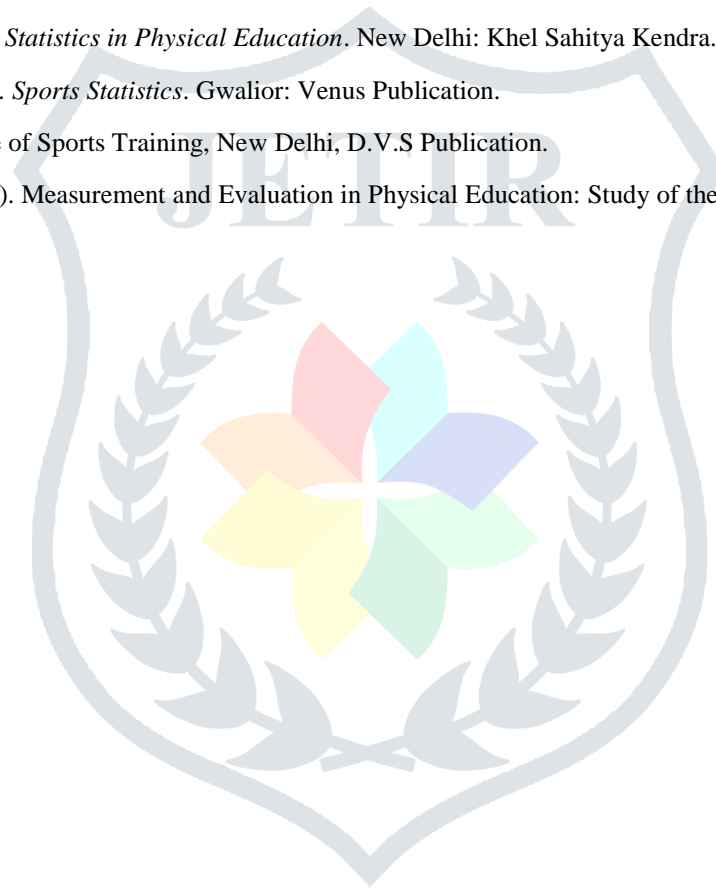 Statistics in Physical Education. New Delhi: Khel Sahitya Kendra.
. Sports Statistics. Gwalior: Venus Publication.
of Sports Training, New Delhi, D.V.S Publication.
). Measurement and Evaluation in Physical Education: Study of the
JETIR